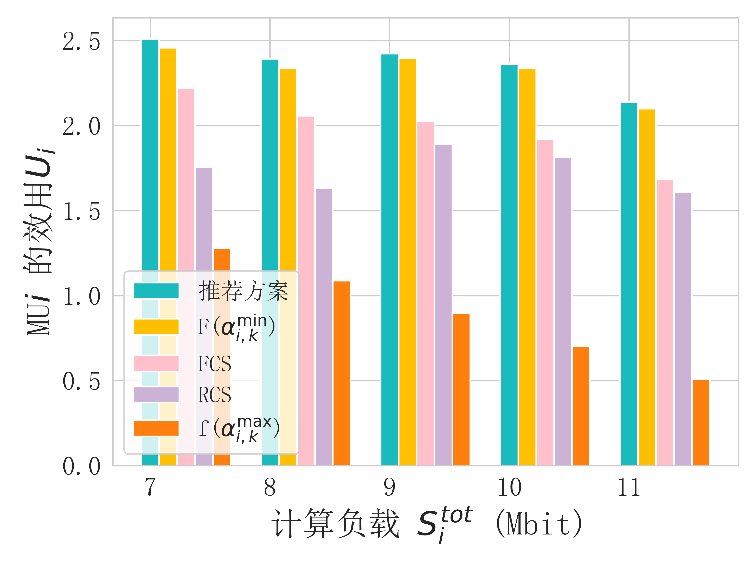 MUi 的效用Ui
2.5
2.0
1.5
1.0
0.5
0.0
推荐方案
F(α_{i,k}^{min})
FCS
RCS
f(α_{i,k}^{max})
7 8 9 10 11
计算负载 S_i^{tot} (Mbit)